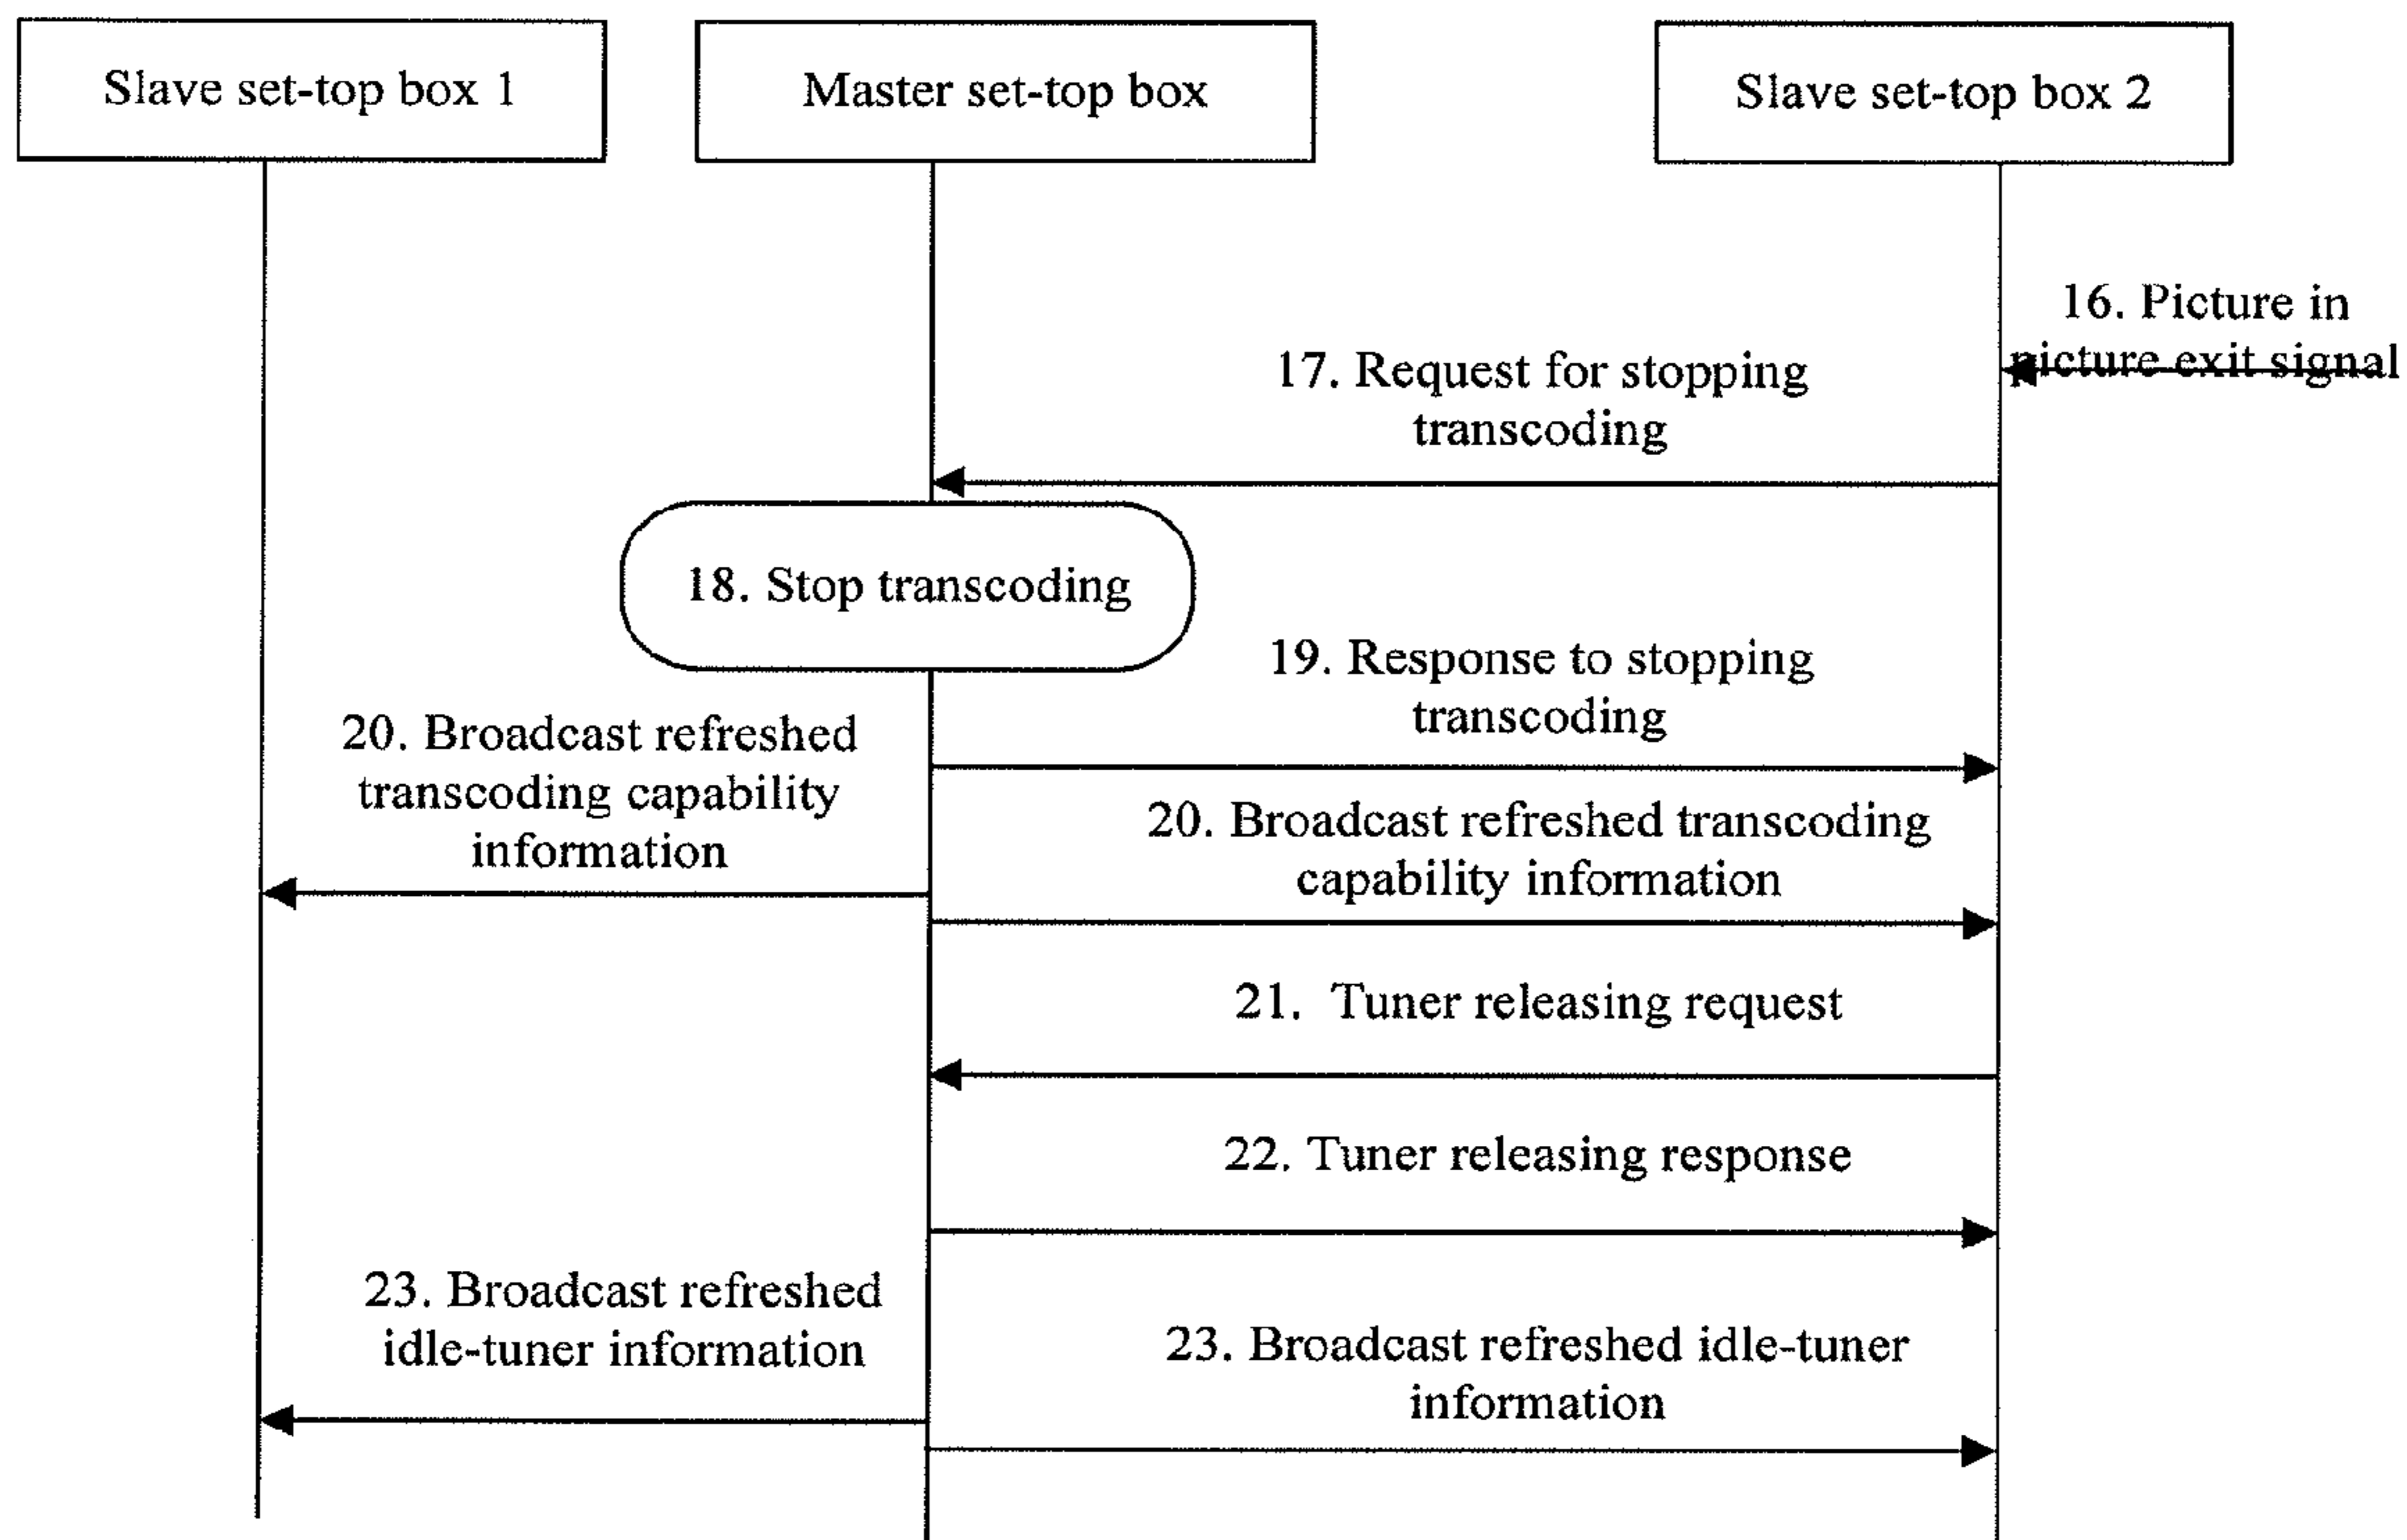 Slave set-top box 1
Master set-top box
Slave set-top box 2
16. Picture in
picture exit signal
17. Request for stopping
transcoding
18. Stop transcoding
19. Response to stopping
transcoding
20. Broadcast refreshed
transcoding capability
information
20. Broadcast refreshed transcoding
capability information
21. Tuner releasing request
22. Tuner releasing response
23. Broadcast refreshed
idle-tuner information
23. Broadcast refreshed idle-tuner
information